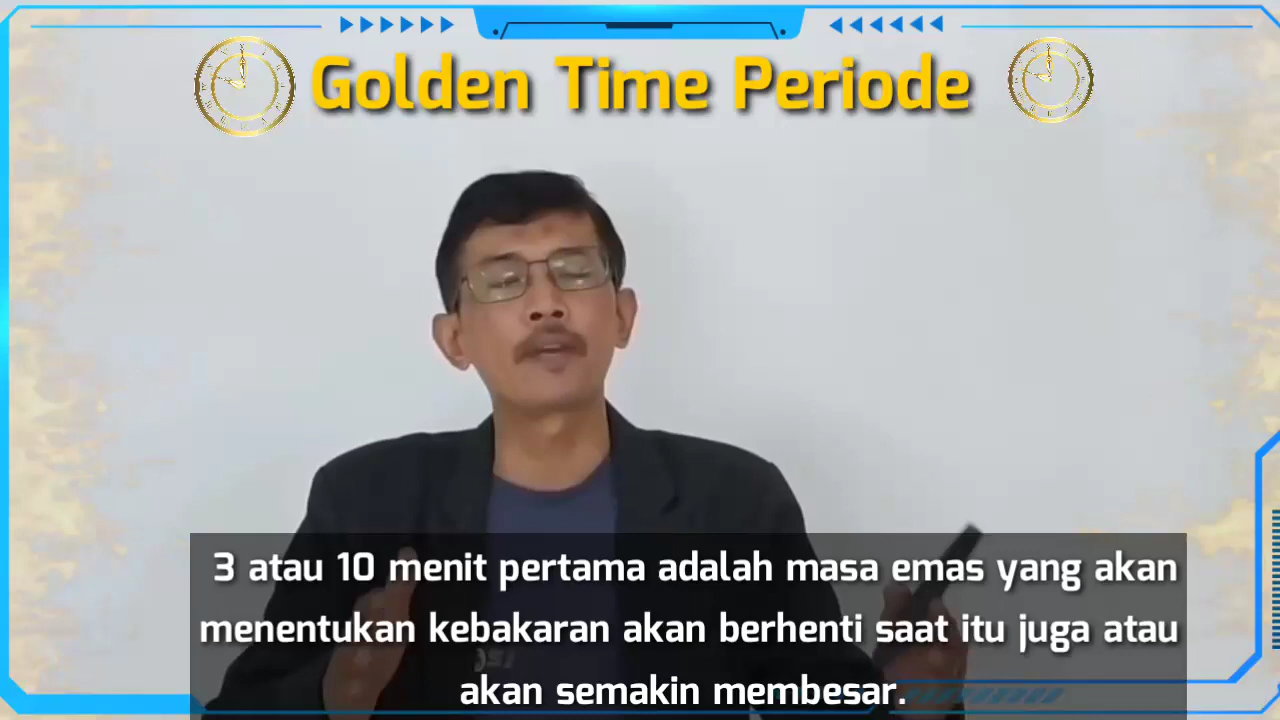 Golden Time Periode
3 atau 10 menit pertama adalah masa emas yang akan
menentukan kebakaran akan berhenti saat itu juga atau
akan semakin membesar.